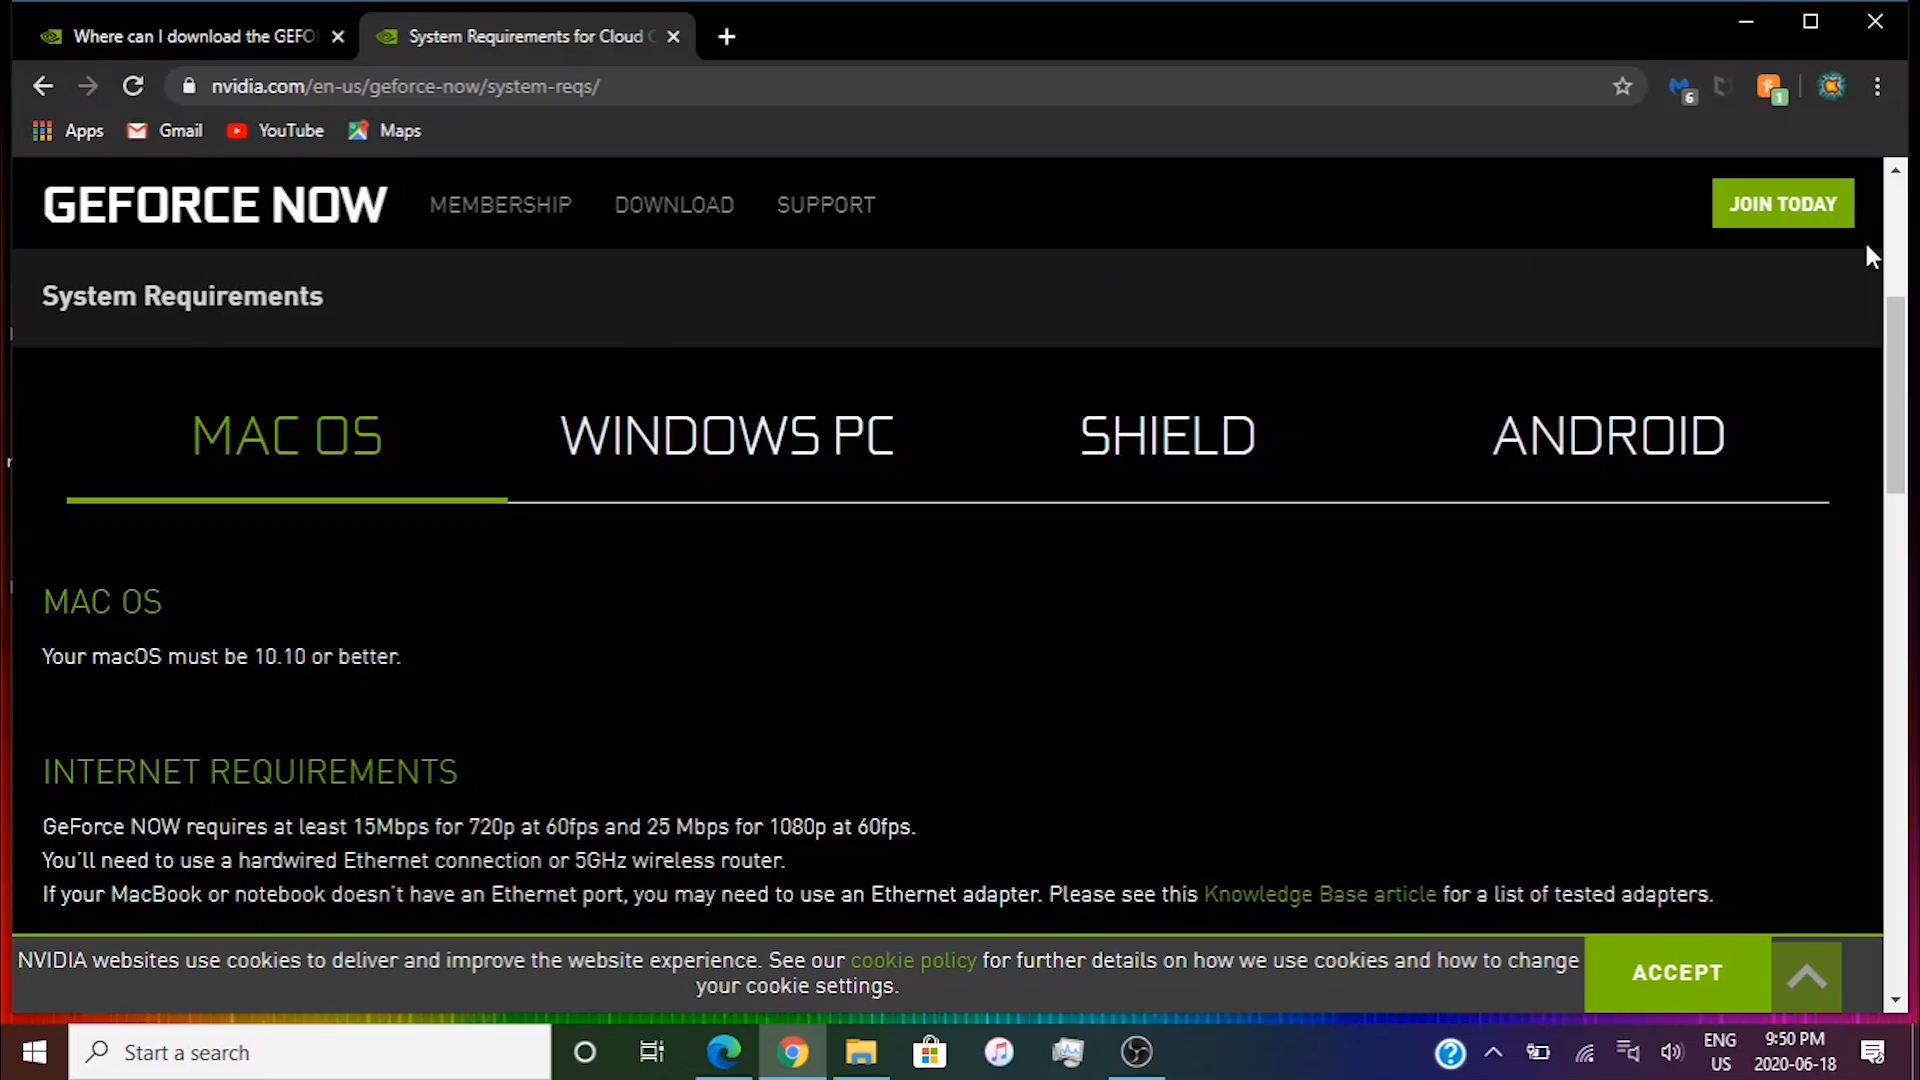 Where can I download the GEFO
System Requirements for Cloud
nvidia.com/en-us/geforce-now/system-reqs/
6
1
Apps
Gmail
YouTube
Maps
GEFORCE NOW
MEMBERSHIP
DOWNLOAD
SUPPORT
JOIN TODAY
System Requirements
MAC OS
WINDOWS PC
SHIELD
ANDROID
MAC OS
Your macOS must be 10.10 or better.
INTERNET REQUIREMENTS
GeForce NOW requires at least 15Mbps for 720p at 60fps and 25 Mbps for 1080p at 60fps.
You'll need to use a hardwired Ethernet connection or 5GHz wireless router.
If your MacBook or notebook doesn't have an Ethernet port, you may need to use an Ethernet adapter. Please see this Knowledge Base article for a list of tested adapters.
NVIDIA websites use cookies to deliver and improve the website experience. See our cookie policy for further details on how we use cookies and how to change
your cookie settings.
ACCEPT
Start a search
ENG
US
9:50 PM
2020-06-18